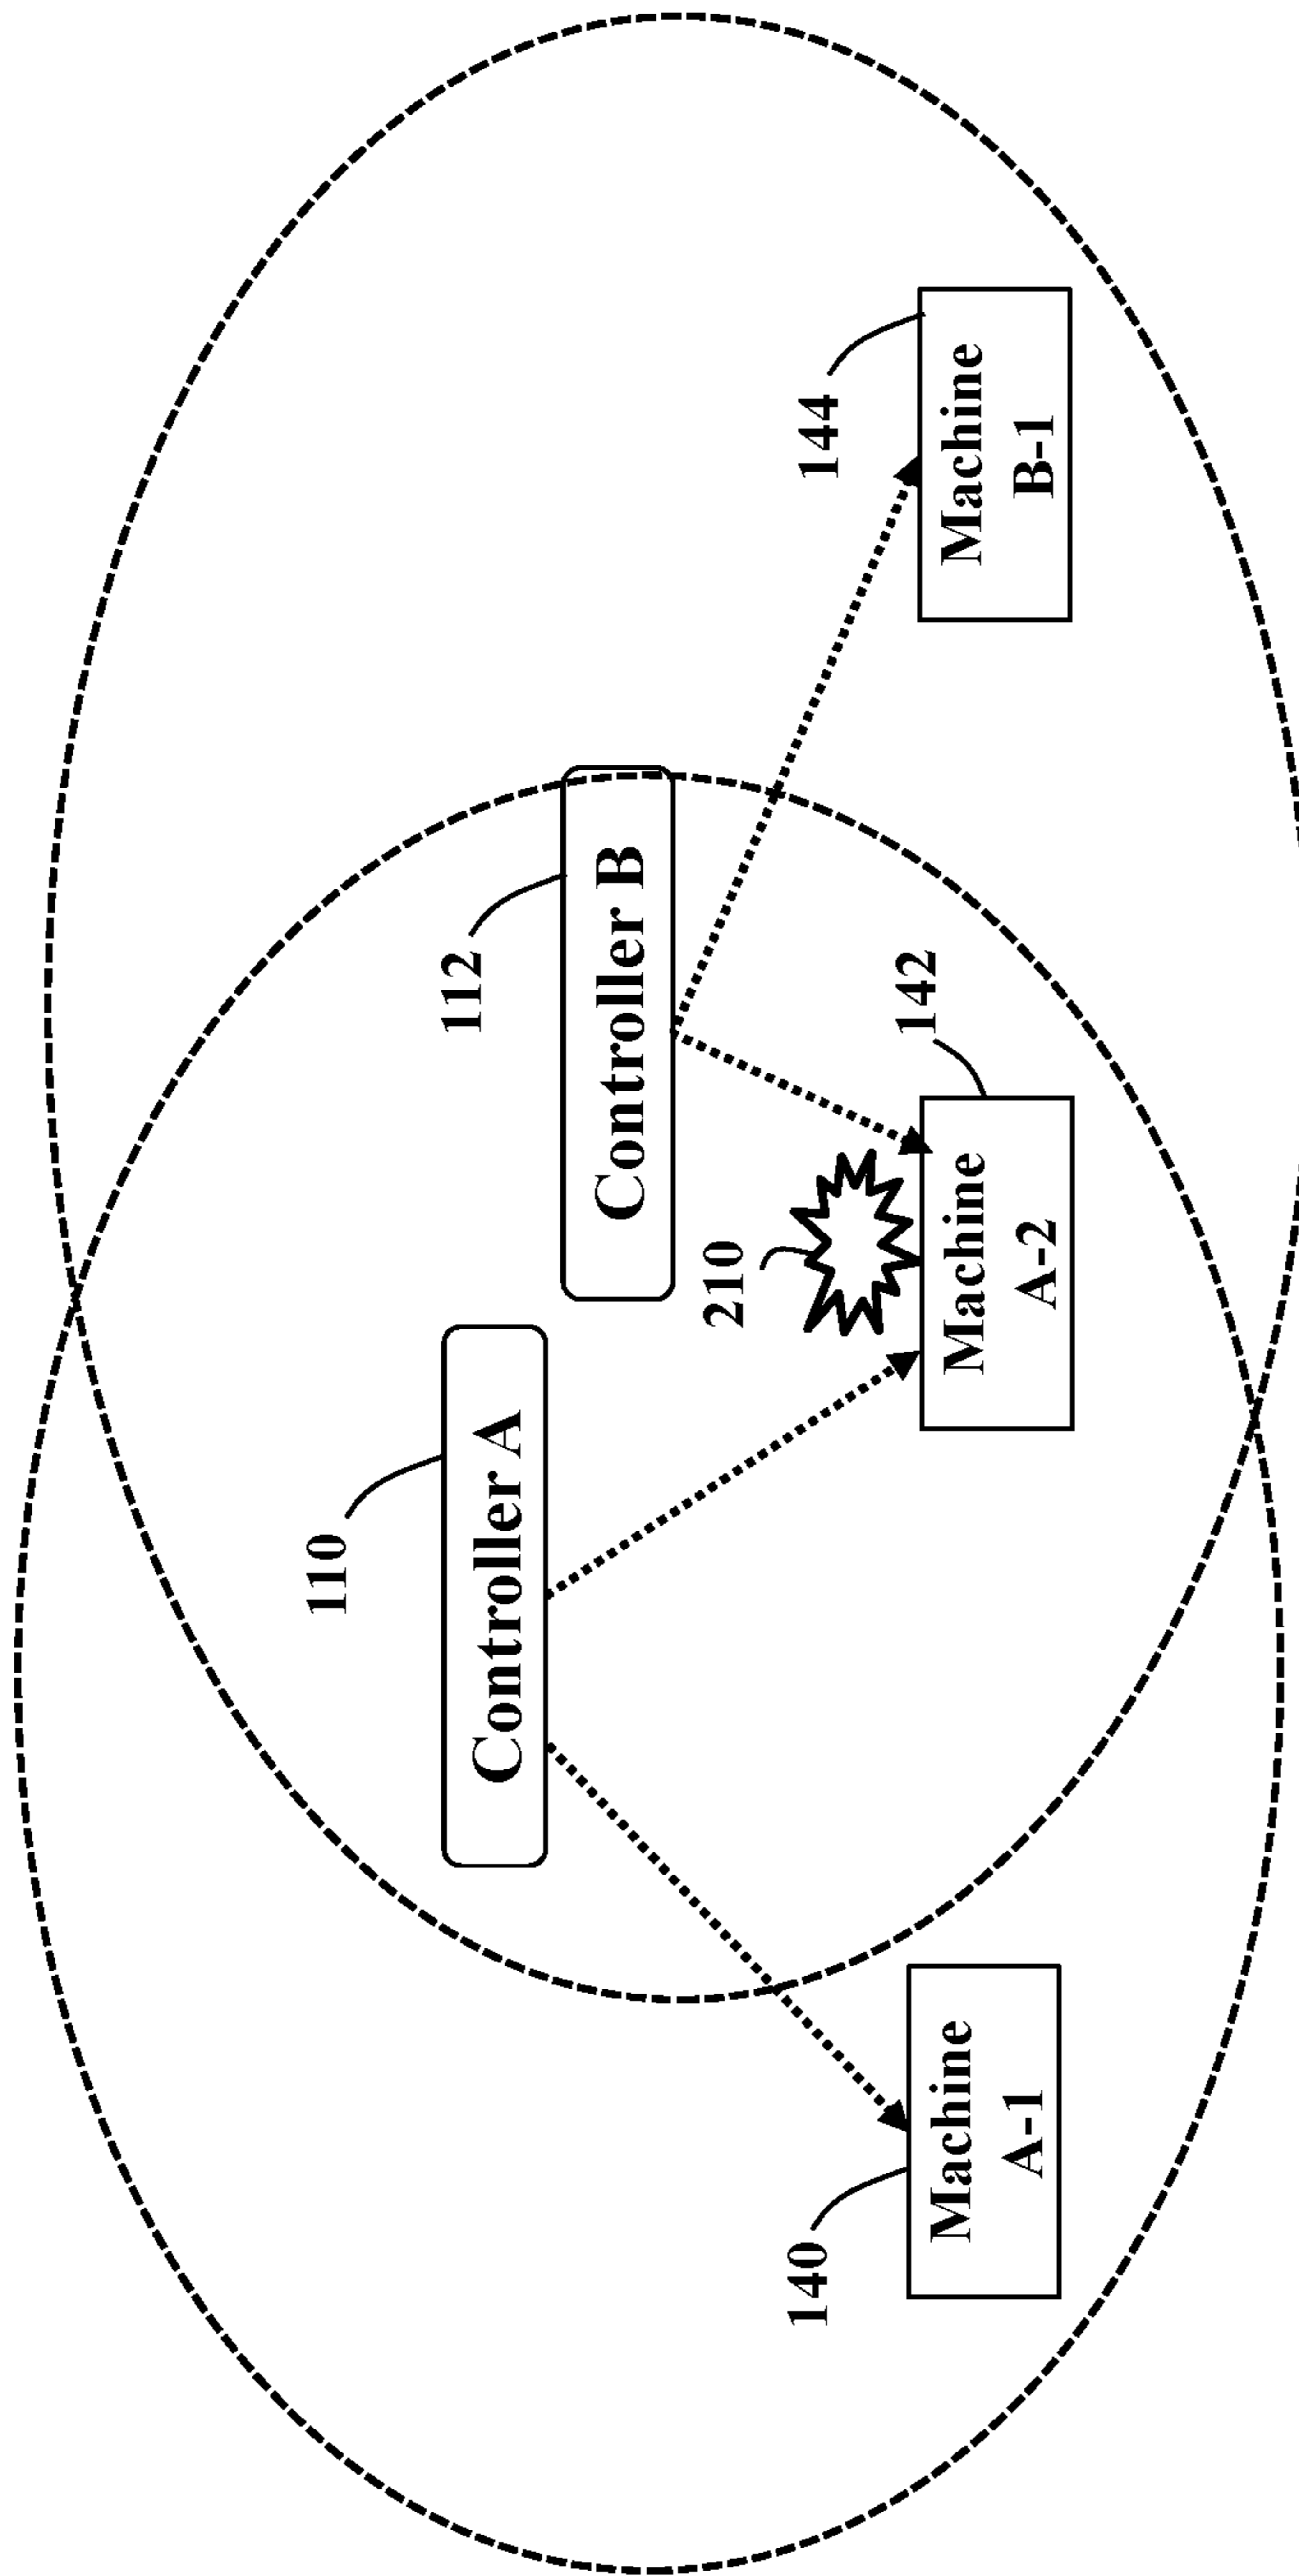 110
Controller A
112
Controller B
210
140
Machine
A-1
142
Machine
A-2
144
Machine
B-1